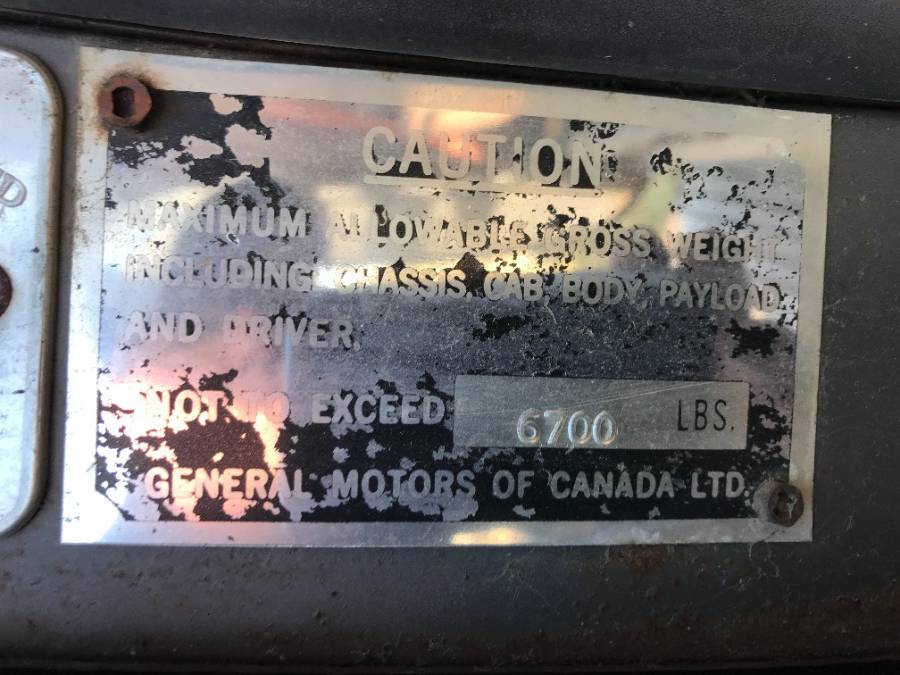 CAUTION
MAXIMUM ALLOWABLE GROSS WEIGHT
INCLUDING CHASSIS, CAB, BODY, PAYLOAD,
AND DRIVER,
NOT TO EXCEED 6700 LBS.
GENERAL MOTORS OF CANADA LTD.